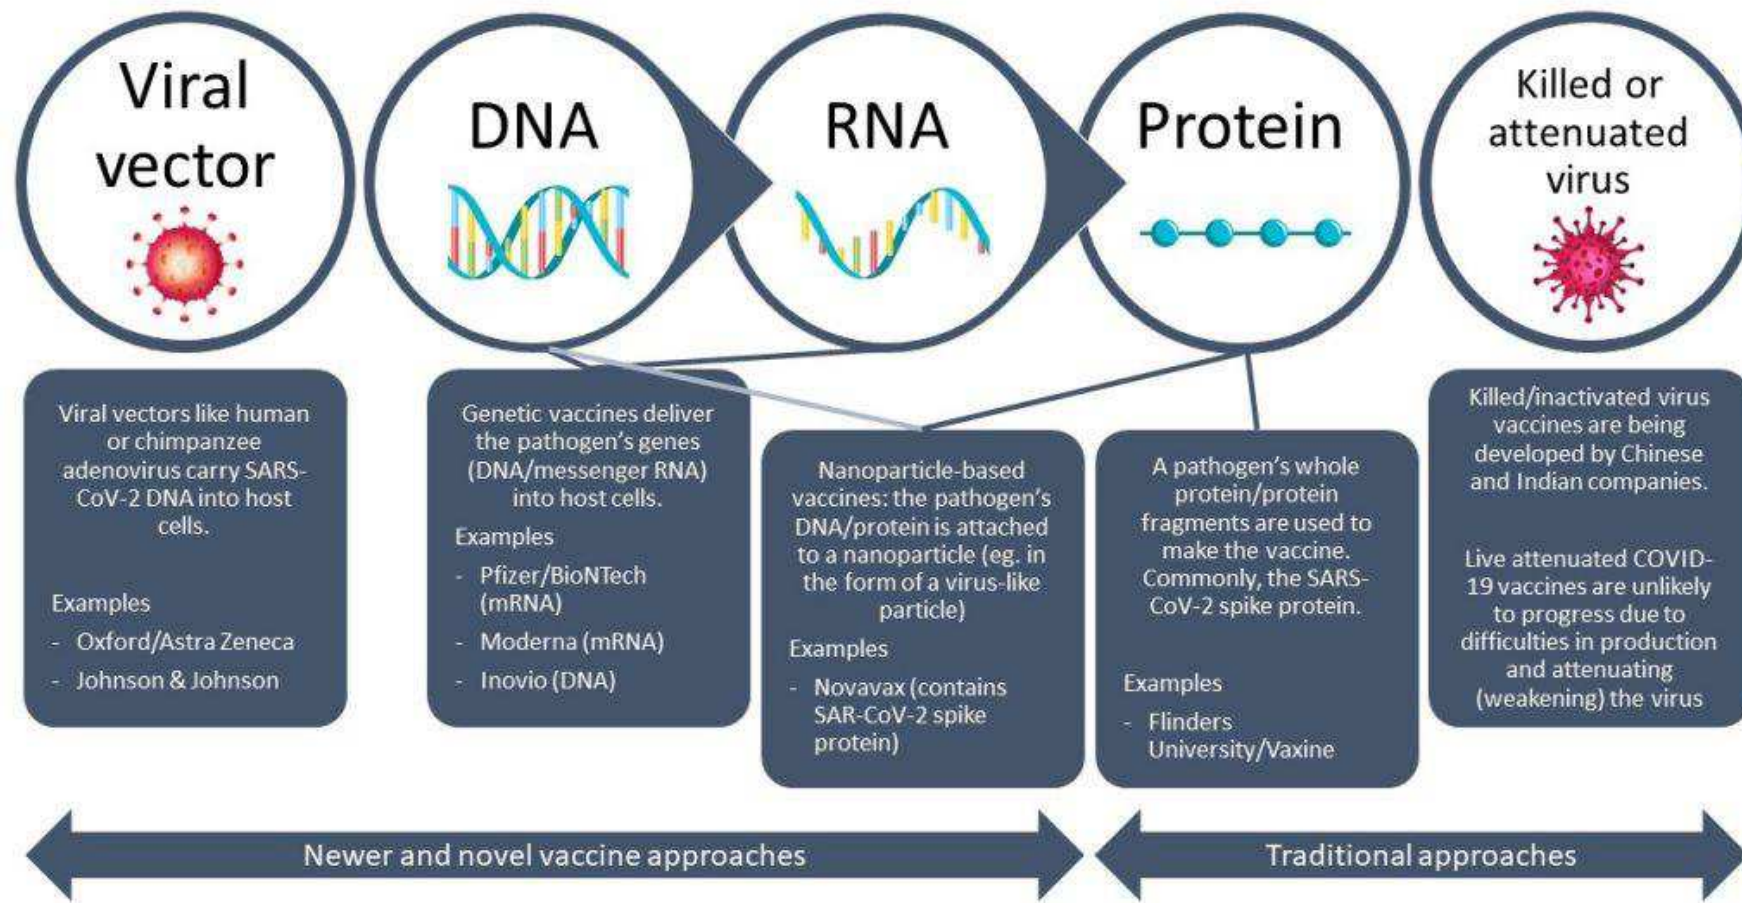 Viral
vector
DNA
RNA
Protein
Killed or
attenuated
virus
Viral vectors like human
or chimpanzee
adenovirus carry SARS-
CoV-2 DNA into host
cells.
Examples
- Oxford/Astra Zeneca
- Johnson & Johnson
Genetic vaccines deliver
the pathogen's genes
(DNA/messenger RNA)
into host cells.
Examples
- Pfizer/BioNTech
(mRNA)
- Moderna (mRNA)
- Inovio (DNA)
Nanoparticle-based
vaccines: the pathogen's
DNA/protein is attached
to a nanoparticle (eg. in
the form of a virus-like
particle)
Examples
- Novavax (contains
SAR-CoV-2 spike
protein)
A pathogen's whole
protein/protein
fragments are used to
make the vaccine.
Commonly, the SARS-
CoV-2 spike protein.
Examples
- Flinders
University/Vaxine
Killed/inactivated virus
vaccines are being
developed by Chinese
and Indian companies.
Live attenuated COVID-
19 vaccines are unlikely
to progress due to
difficulties in production
and attenuating
(weakening) the virus
Newer and novel vaccine approaches
Traditional approaches